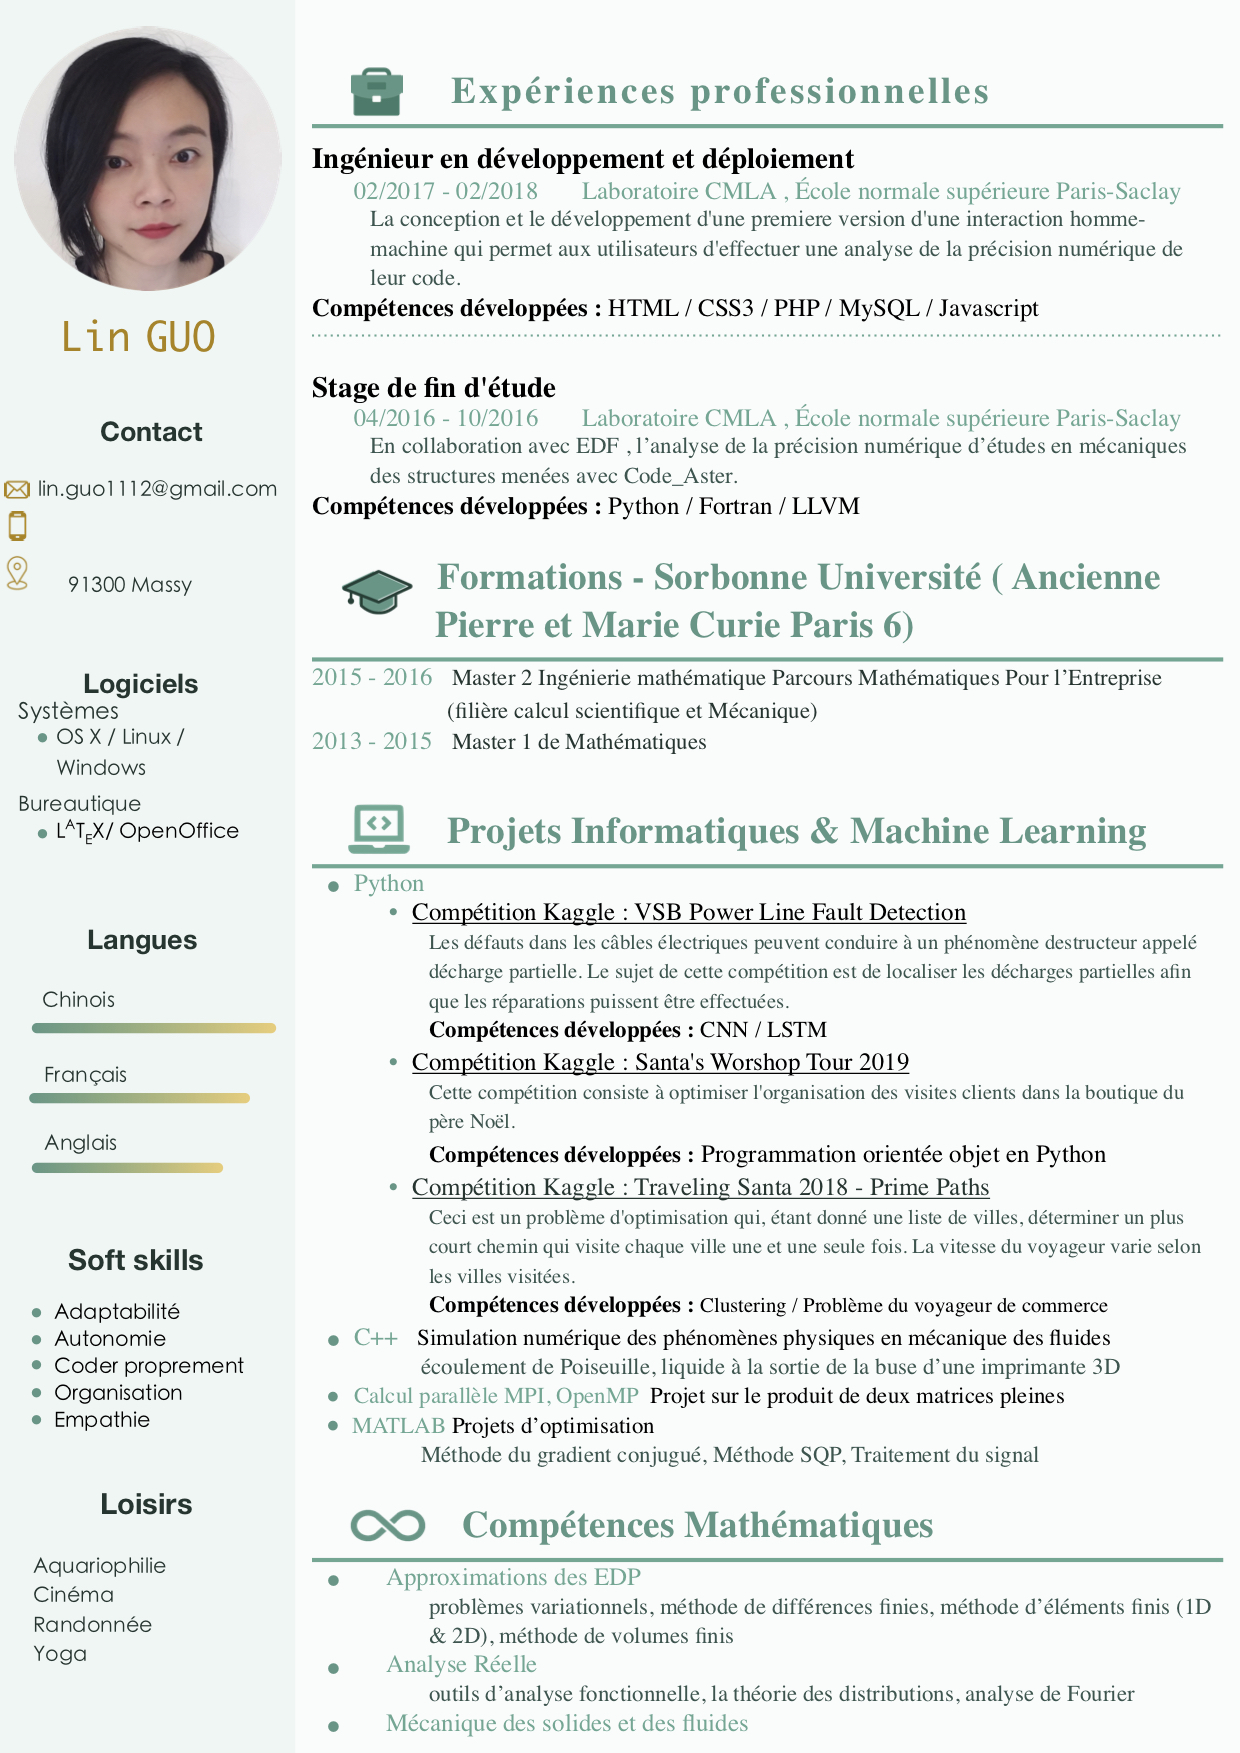 Lin GUO
Contact
lin.guo1112@gmail.com
91300 Massy
Logiciels
Systèmes
OS X / Linux /
Windows
Bureautique
LATEX/ OpenOffice
Langues
Chinois
Français
Anglais
Soft skills
Adaptabilité
Autonomie
Coder proprement
Organisation
Empathie
Loisirs
Aquariophilie
Cinéma
Randonnée
Yoga
Expériences professionnelles
Ingénieur en développement et déploiement
02/2017 - 02/2018 Laboratoire CMLA , École normale supérieure Paris-Saclay
La conception et le développement d'une premiere version d'une interaction homme-
machine qui permet aux utilisateurs d'effectuer une analyse de la précision numérique de
leur code.
Compétences développées : HTML / CSS3 / PHP / MySQL / Javascript
Stage de fin d'étude
04/2016 - 10/2016 Laboratoire CMLA , École normale supérieure Paris-Saclay
En collaboration avec EDF , l’analyse de la précision numérique d’études en mécaniques
des structures menées avec Code_Aster.
Compétences développées : Python / Fortran / LLVM
Formations - Sorbonne Université ( Ancienne
Pierre et Marie Curie Paris 6)
2015 - 2016 Master 2 Ingénierie mathématique Parcours Mathématiques Pour l’Entreprise
(filière calcul scientifique et Mécanique)
2013 - 2015 Master 1 de Mathématiques
Projets Informatiques & Machine Learning
Python
Compétition Kaggle : VSB Power Line Fault Detection
Les défauts dans les câbles électriques peuvent conduire à un phénomène destructeur appelé
décharge partielle. Le sujet de cette compétition est de localiser les décharges partielles afin
que les réparations puissent être effectuées.
Compétences développées : CNN / LSTM
Compétition Kaggle : Santa's Worshop Tour 2019
Cette compétition consiste à optimiser l'organisation des visites clients dans la boutique du
père Noël.
Compétences développées : Programmation orientée objet en Python
Compétition Kaggle : Traveling Santa 2018 - Prime Paths
Ceci est un problème d'optimisation qui, étant donné une liste de villes, déterminer un plus
court chemin qui visite chaque ville une et une seule fois. La vitesse du voyageur varie selon
les villes visitées.
Compétences développées : Clustering / Problème du voyageur de commerce
C++ Simulation numérique des phénomènes physiques en mécanique des fluides
écoulement de Poiseuille, liquide à la sortie de la buse d’une imprimante 3D
Calcul parallèle MPI, OpenMP Projet sur le produit de deux matrices pleines
MATLAB Projets d’optimisation
Méthode du gradient conjugué, Méthode SQP, Traitement du signal
Compétences Mathématiques
Approximations des EDP
problèmes variationnels, méthode de différences finies, méthode d’éléments finis (1D
& 2D), méthode de volumes finis
Analyse Réelle
outils d’analyse fonctionnelle, la théorie des distributions, analyse de Fourier
Mécanique des solides et des fluides